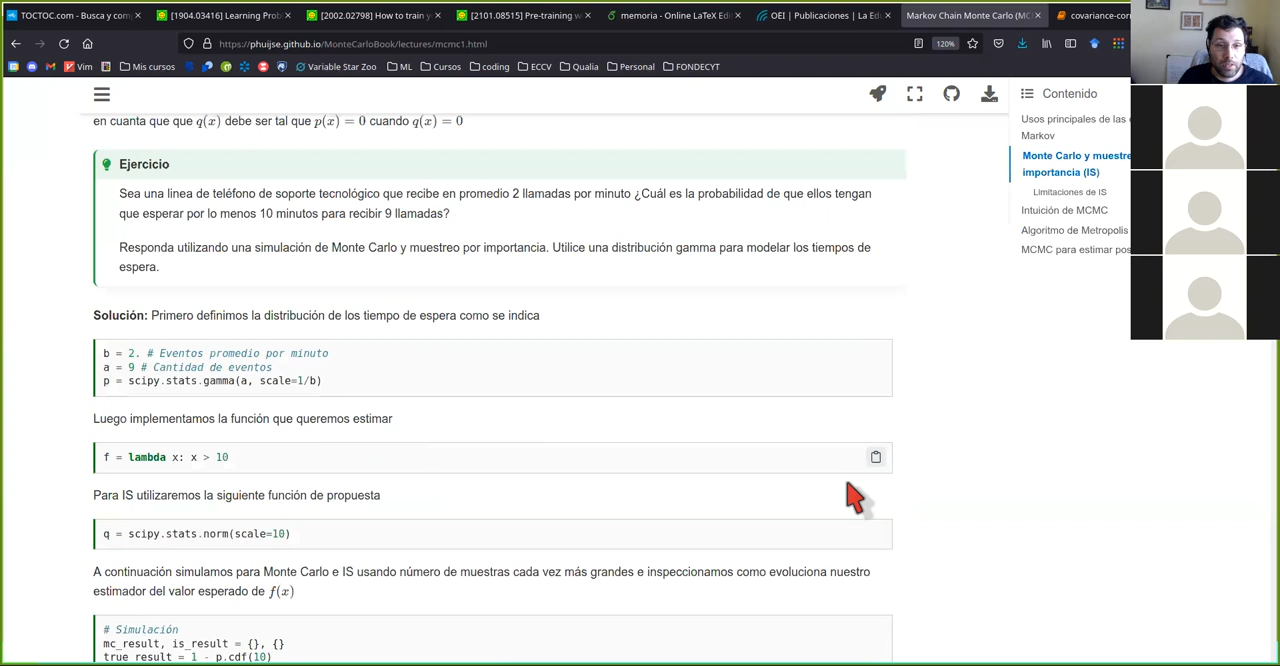 TOCTOC.com - Busca y comp
[1904.03416] Learning Prob
[2002.02798] How to train y
[2101.08515] Pre-training w
memoria - Online LaTeX Edi
OEI | Publicaciones | La Edu
Markov Chain Monte Carlo (MC
covariance-corr
https://phuijse.github.io/MonteCarloBook/lectures/mcmc1.html
120%
Vim
Mis cursos
Variable Star Zoo
ML
Cursos
coding
ECCV
Qualia
Personal
FONDECYT
Contenido
en cuanta que que q(x) debe ser tal que p(x) = 0 cuando q(x) = 0
Usos principales de las
Markov
Monte Carlo y muestre
importancia (IS)
Limitaciones de IS
Intuición de MCMC
Algoritmo de Metropolis
MCMC para estimar pos
Ejercicio
Sea una linea de teléfono de soporte tecnológico que recibe en promedio 2 llamadas por minuto ¿Cuál es la probabilidad de que ellos tengan
que esperar por lo menos 10 minutos para recibir 9 llamadas?
Responda utilizando una simulación de Monte Carlo y muestreo por importancia. Utilice una distribución gamma para modelar los tiempos de
espera.
Solución: Primero definimos la distribución de los tiempo de espera como se indica
b = 2. # Eventos promedio por minuto
a = 9 # Cantidad de eventos
p = scipy.stats.gamma(a, scale=1/b)
Luego implementamos la función que queremos estimar
f = lambda x: x > 10
Para IS utilizaremos la siguiente función de propuesta
q = scipy.stats.norm(scale=10)
A continuación simulamos para Monte Carlo e IS usando número de muestras cada vez más grandes e inspeccionamos como evoluciona nuestro
estimador del valor esperado de f(x)
# Simulación
mc_result, is_result = {}, {}
true_result = 1 - p.cdf(10)